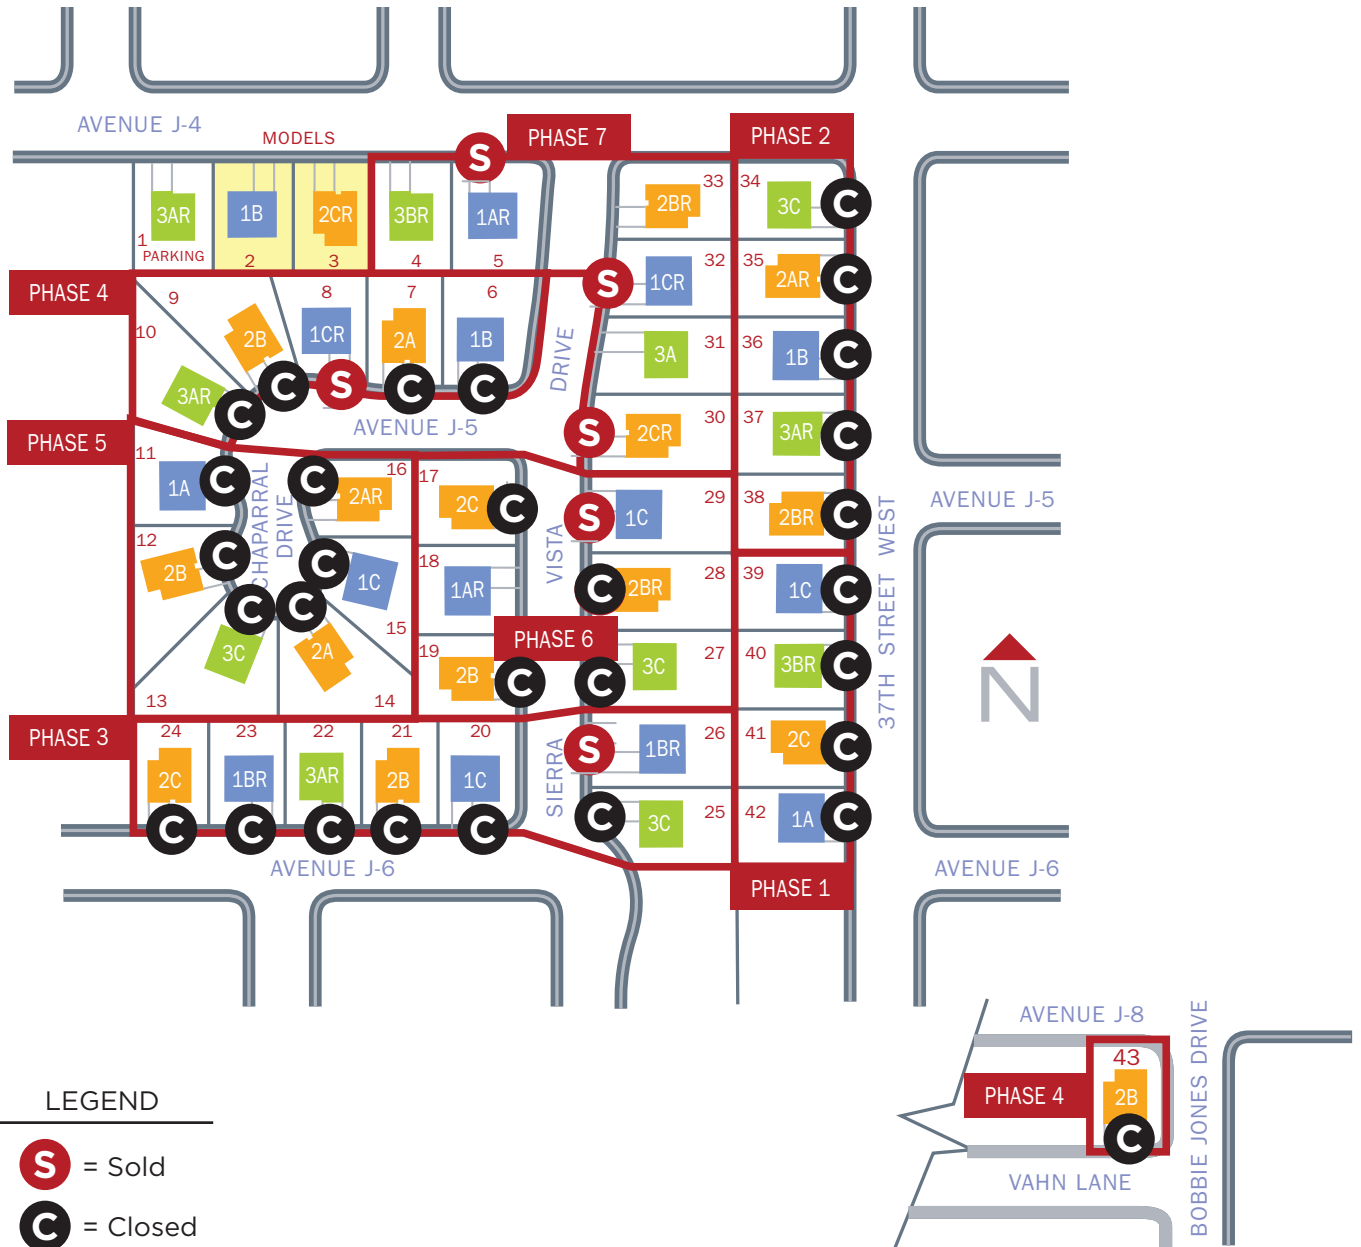 AVENUE J-4
MODELS
PHASE 7
PHASE 2
S
3AR
1B
2CR
3BR
1AR
1
PARKING
2
3
4
5
2BR
33
34
3C
C
S
1CR
32
35
2AR
C
PHASE 4
9
10
8
7
6
2B
1CR
2A
1B
3AR
C
C
S
C
C
DRIVE
3A
31
36
1B
C
AVENUE J-5
S
2CR
30
37
3AR
C
PHASE 5
11
1A
C
CHAPARRAL
DRIVE
C
16
2AR
17
2C
C
VISTA
S
1C
29
38
2BR
C
37TH STREET WEST
AVENUE J-5
12
2B
C
C
1C
15
18
1AR
C
2BR
28
39
1C
C
C
3C
13
C
2A
14
19
2B
C
PHASE 6
C
3C
27
40
3BR
C
N
PHASE 3
24
23
22
21
20
2C
1BR
3AR
2B
1C
C
C
C
C
C
SIERRA
S
1BR
26
41
2C
C
C
3C
25
42
1A
C
AVENUE J-6
AVENUE J-6
PHASE 1
AVENUE J-8
BOBBIE JONES DRIVE
43
PHASE 4
2B
C
VAHN LANE
LEGEND
S = Sold
C = Closed